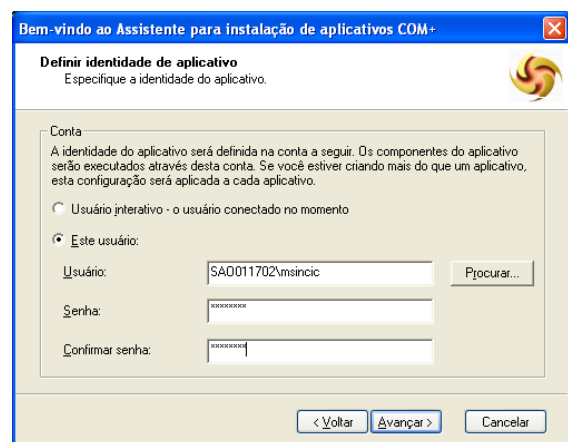 Bem-vindo ao Assistente para instalação de aplicativos COM+
Definir identidade de aplicativo
Especifique a identidade do aplicativo.
Conta
A identidade do aplicativo será definida na conta a seguir. Os componentes do aplicativo
serão executados através desta conta. Se você estiver criando mais do que um aplicativo,
esta configuração será aplicada a cada aplicativo.
Usuário interativo - o usuário conectado no momento
Este usuário:
Usuário: SAO011702\msincic Procurar...
Senha: xxxxxxxx
Confirmar senha: xxxxxxxx
< Voltar Avançar > Cancelar